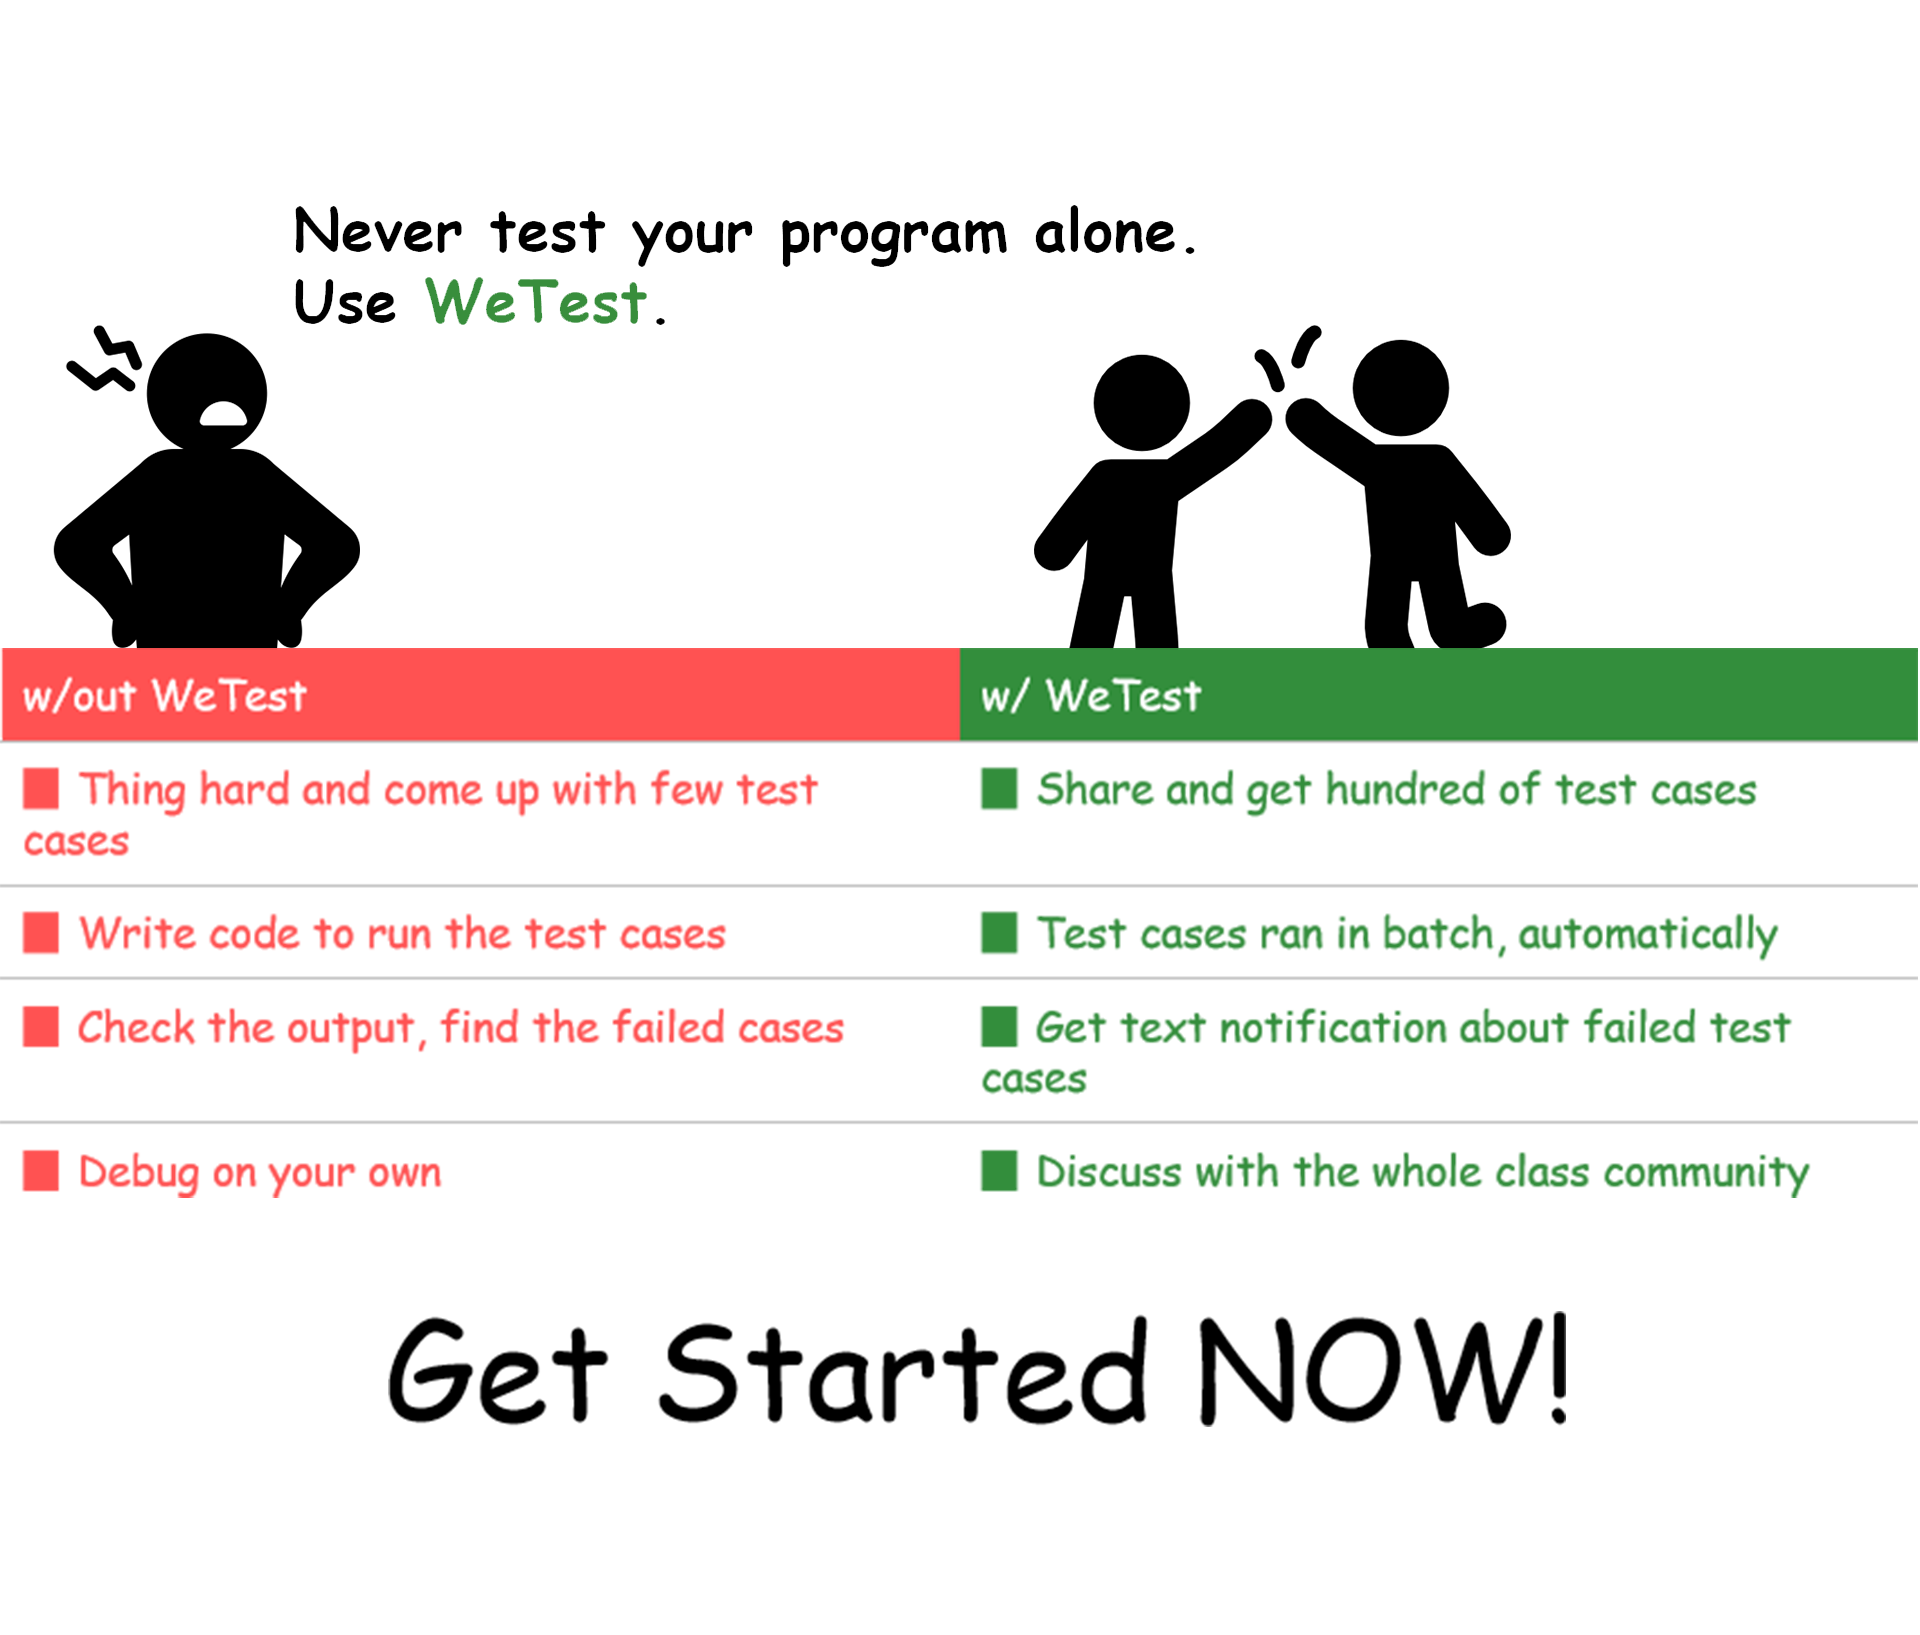 Never test your program alone.
Use WeTest.
w/out WeTest
w/ WeTest
Thing hard and come up with few test
cases
Share and get hundred of test cases
Write code to run the test cases
Test cases ran in batch, automatically
Check the output, find the failed cases
Get text notification about failed test
cases
Debug on your own
Discuss with the whole class community
Get Started NOW!